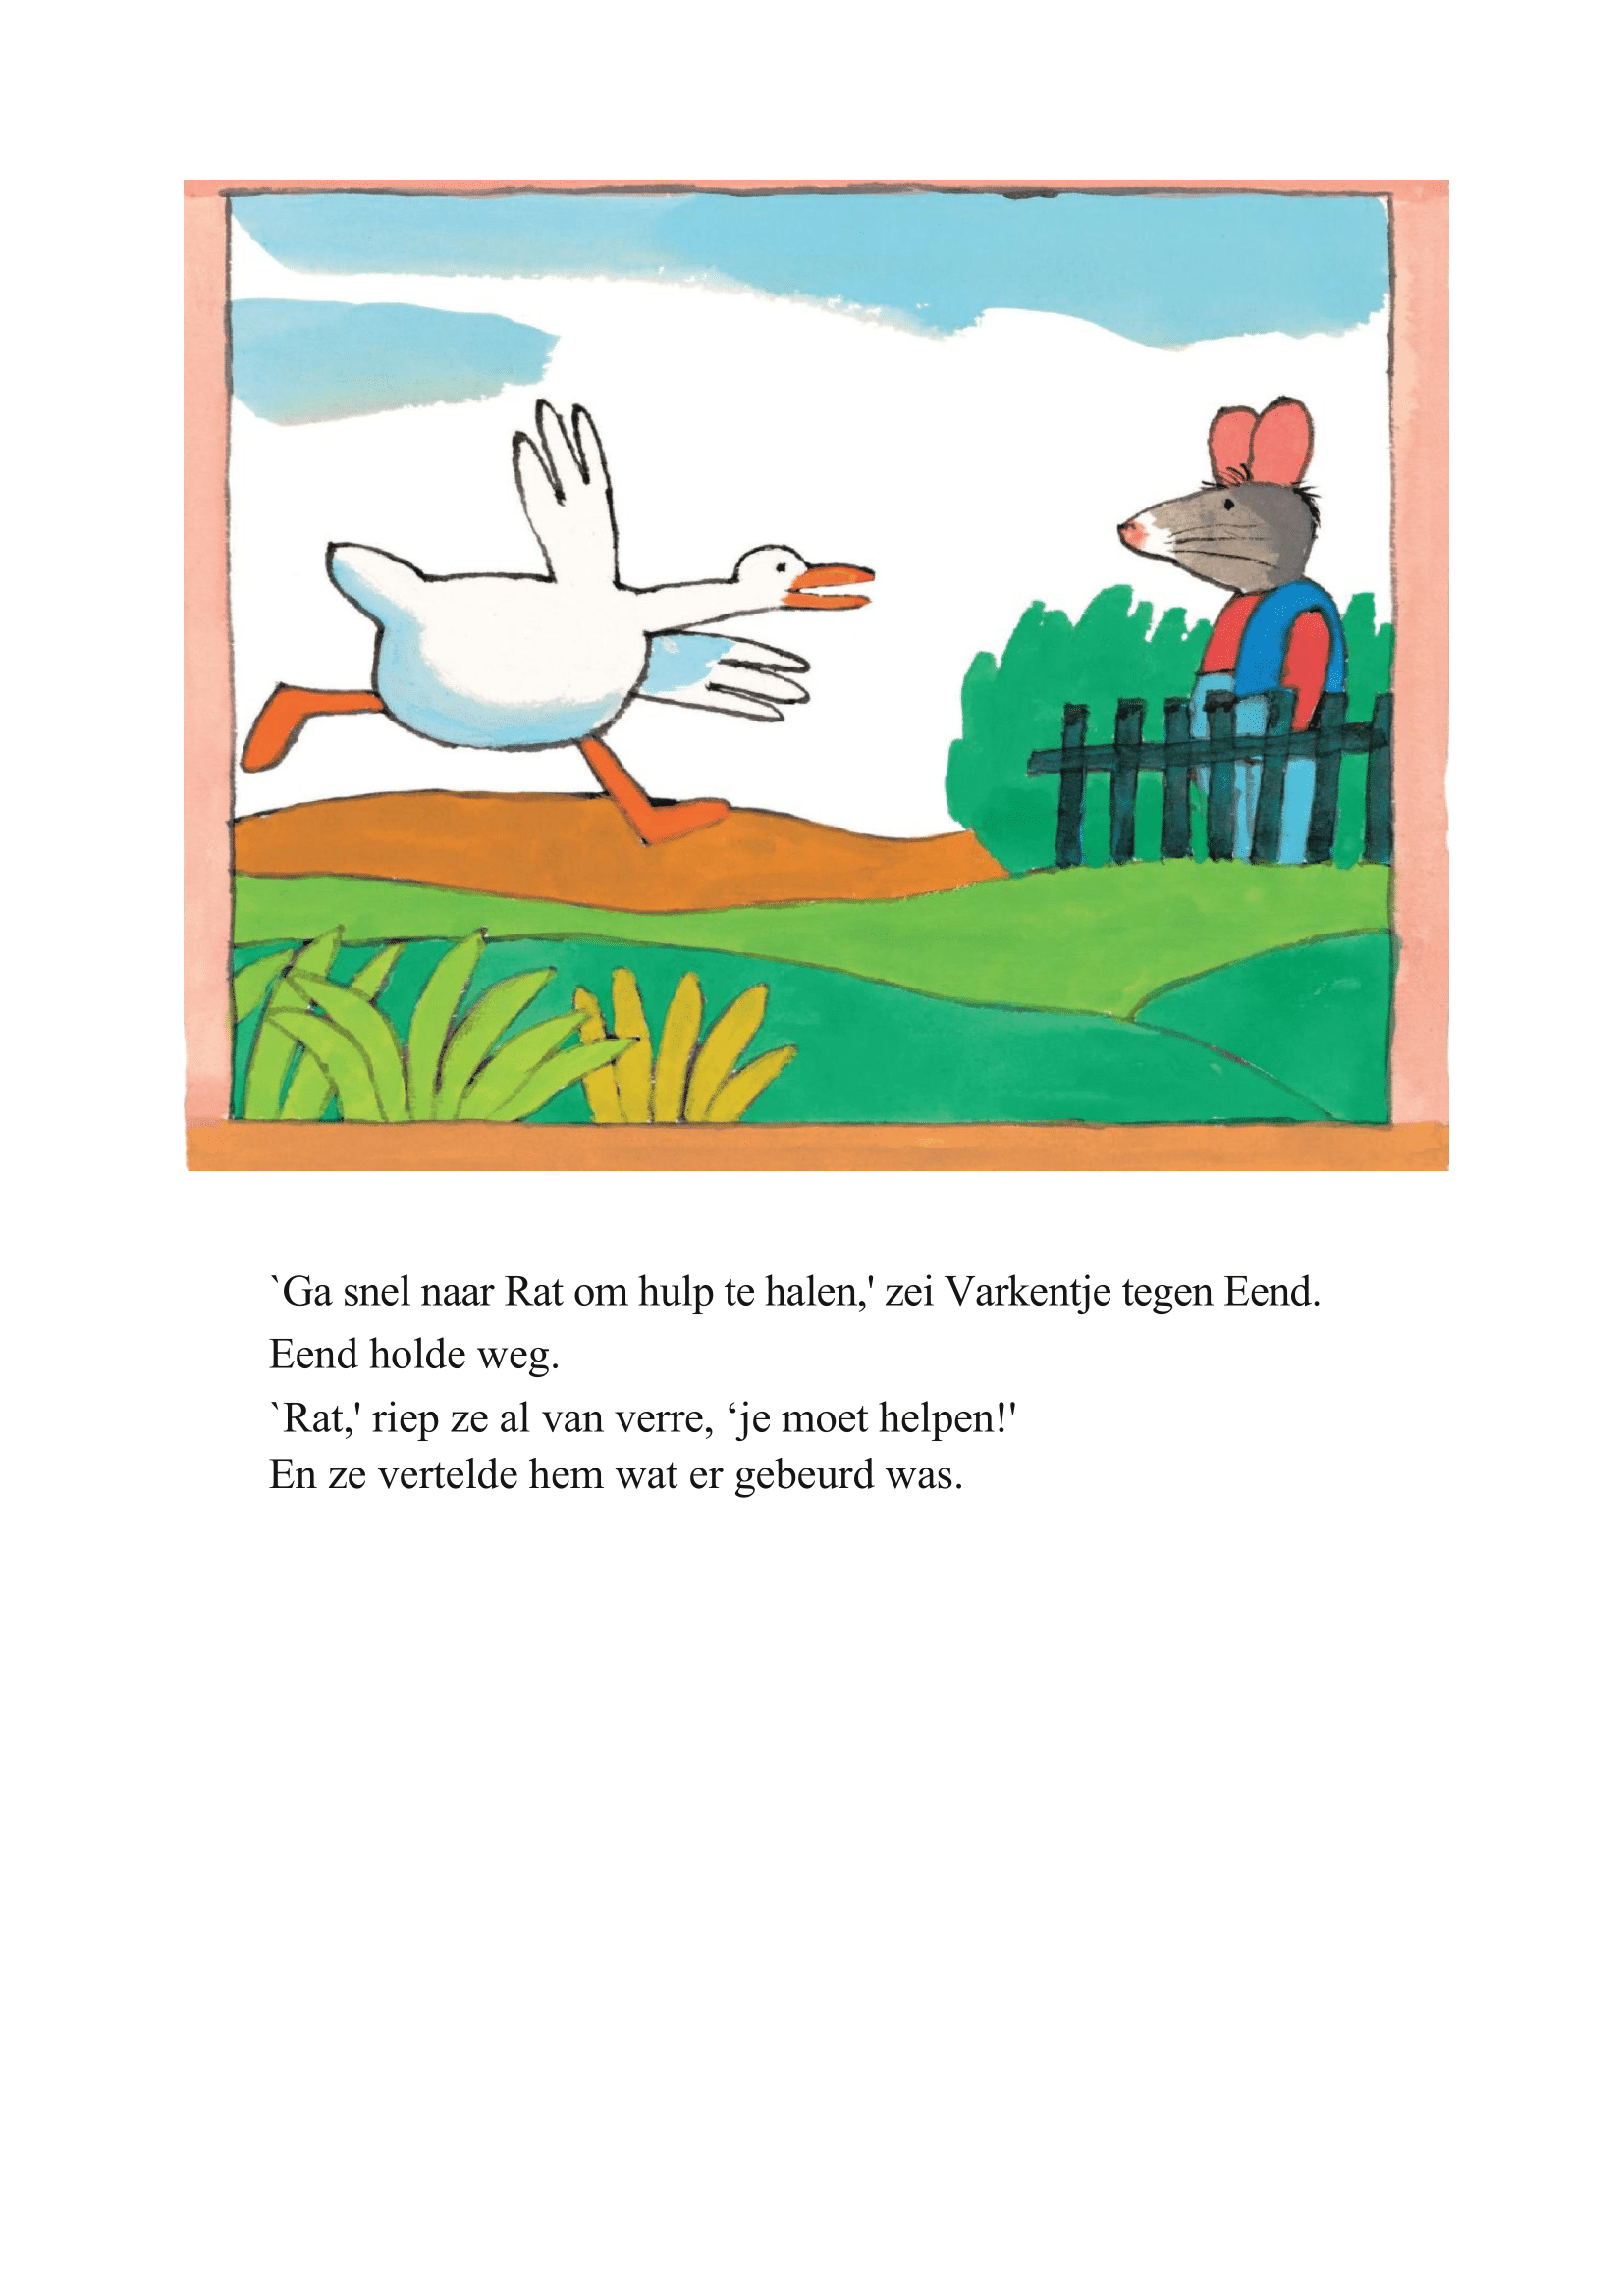 `Ga snel naar Rat om hulp te halen,' zei Varkentje tegen Eend.
Eend holde weg.
`Rat,' riep ze al van verre, ‘je moet helpen!'
En ze vertelde hem wat er gebeurd was.